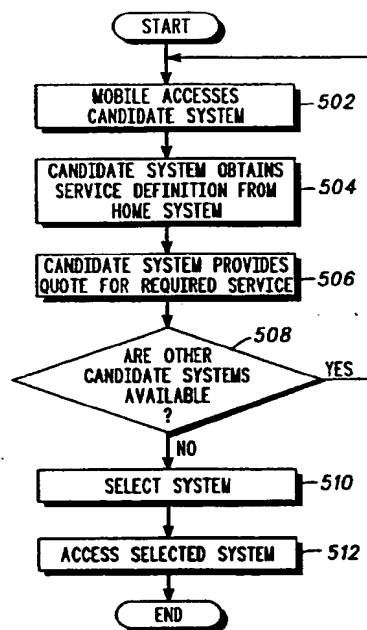 START
MOBILE ACCESSES
CANDIDATE SYSTEM
502
CANDIDATE SYSTEM OBTAINS
SERVICE DEFINITION FROM
HOME SYSTEM
504
CANDIDATE SYSTEM PROVIDES
QUOTE FOR REQUIRED SERVICE
506
508
ARE OTHER
CANDIDATE SYSTEMS
AVAILABLE
?
YES
NO
SELECT SYSTEM
510
ACCESS SELECTED SYSTEM
512
END